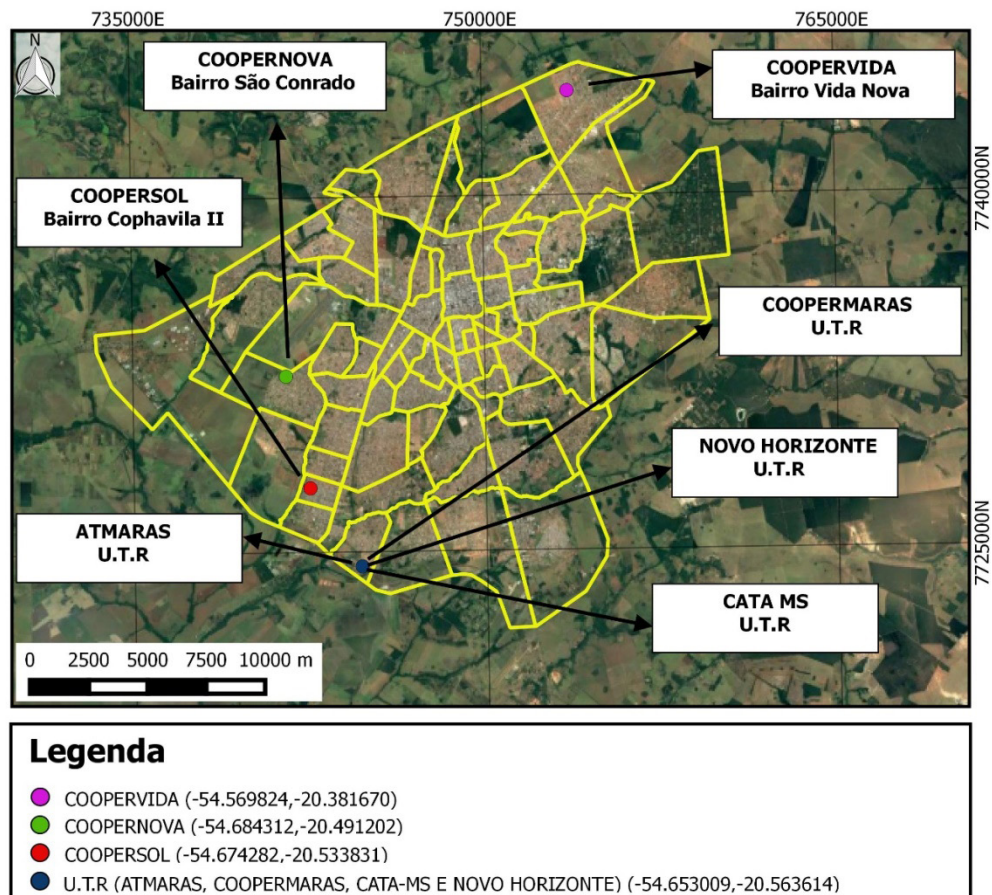 735000E
750000E
765000E
N
COOPERNOVA
Bairro São Conrado
COOPERVIDA
Bairro Vida Nova
COOPERSOL
Bairro Cophavila II
7740000N
COOPERMARAS
U.T.R
NOVO HORIZONTE
U.T.R
ATMARAS
U.T.R
7725000N
CATA MS
U.T.R
0 2500 5000 7500 10000 m
Legenda
COOPERVIDA (-54.569824,-20.381670)
COOPERNOVA (-54.684312,-20.491202)
COOPERSOL (-54.674282,-20.533831)
U.T.R (ATMARAS, COOPERMARAS, CATA-MS E NOVO HORIZONTE) (-54.653009,-20.563614)